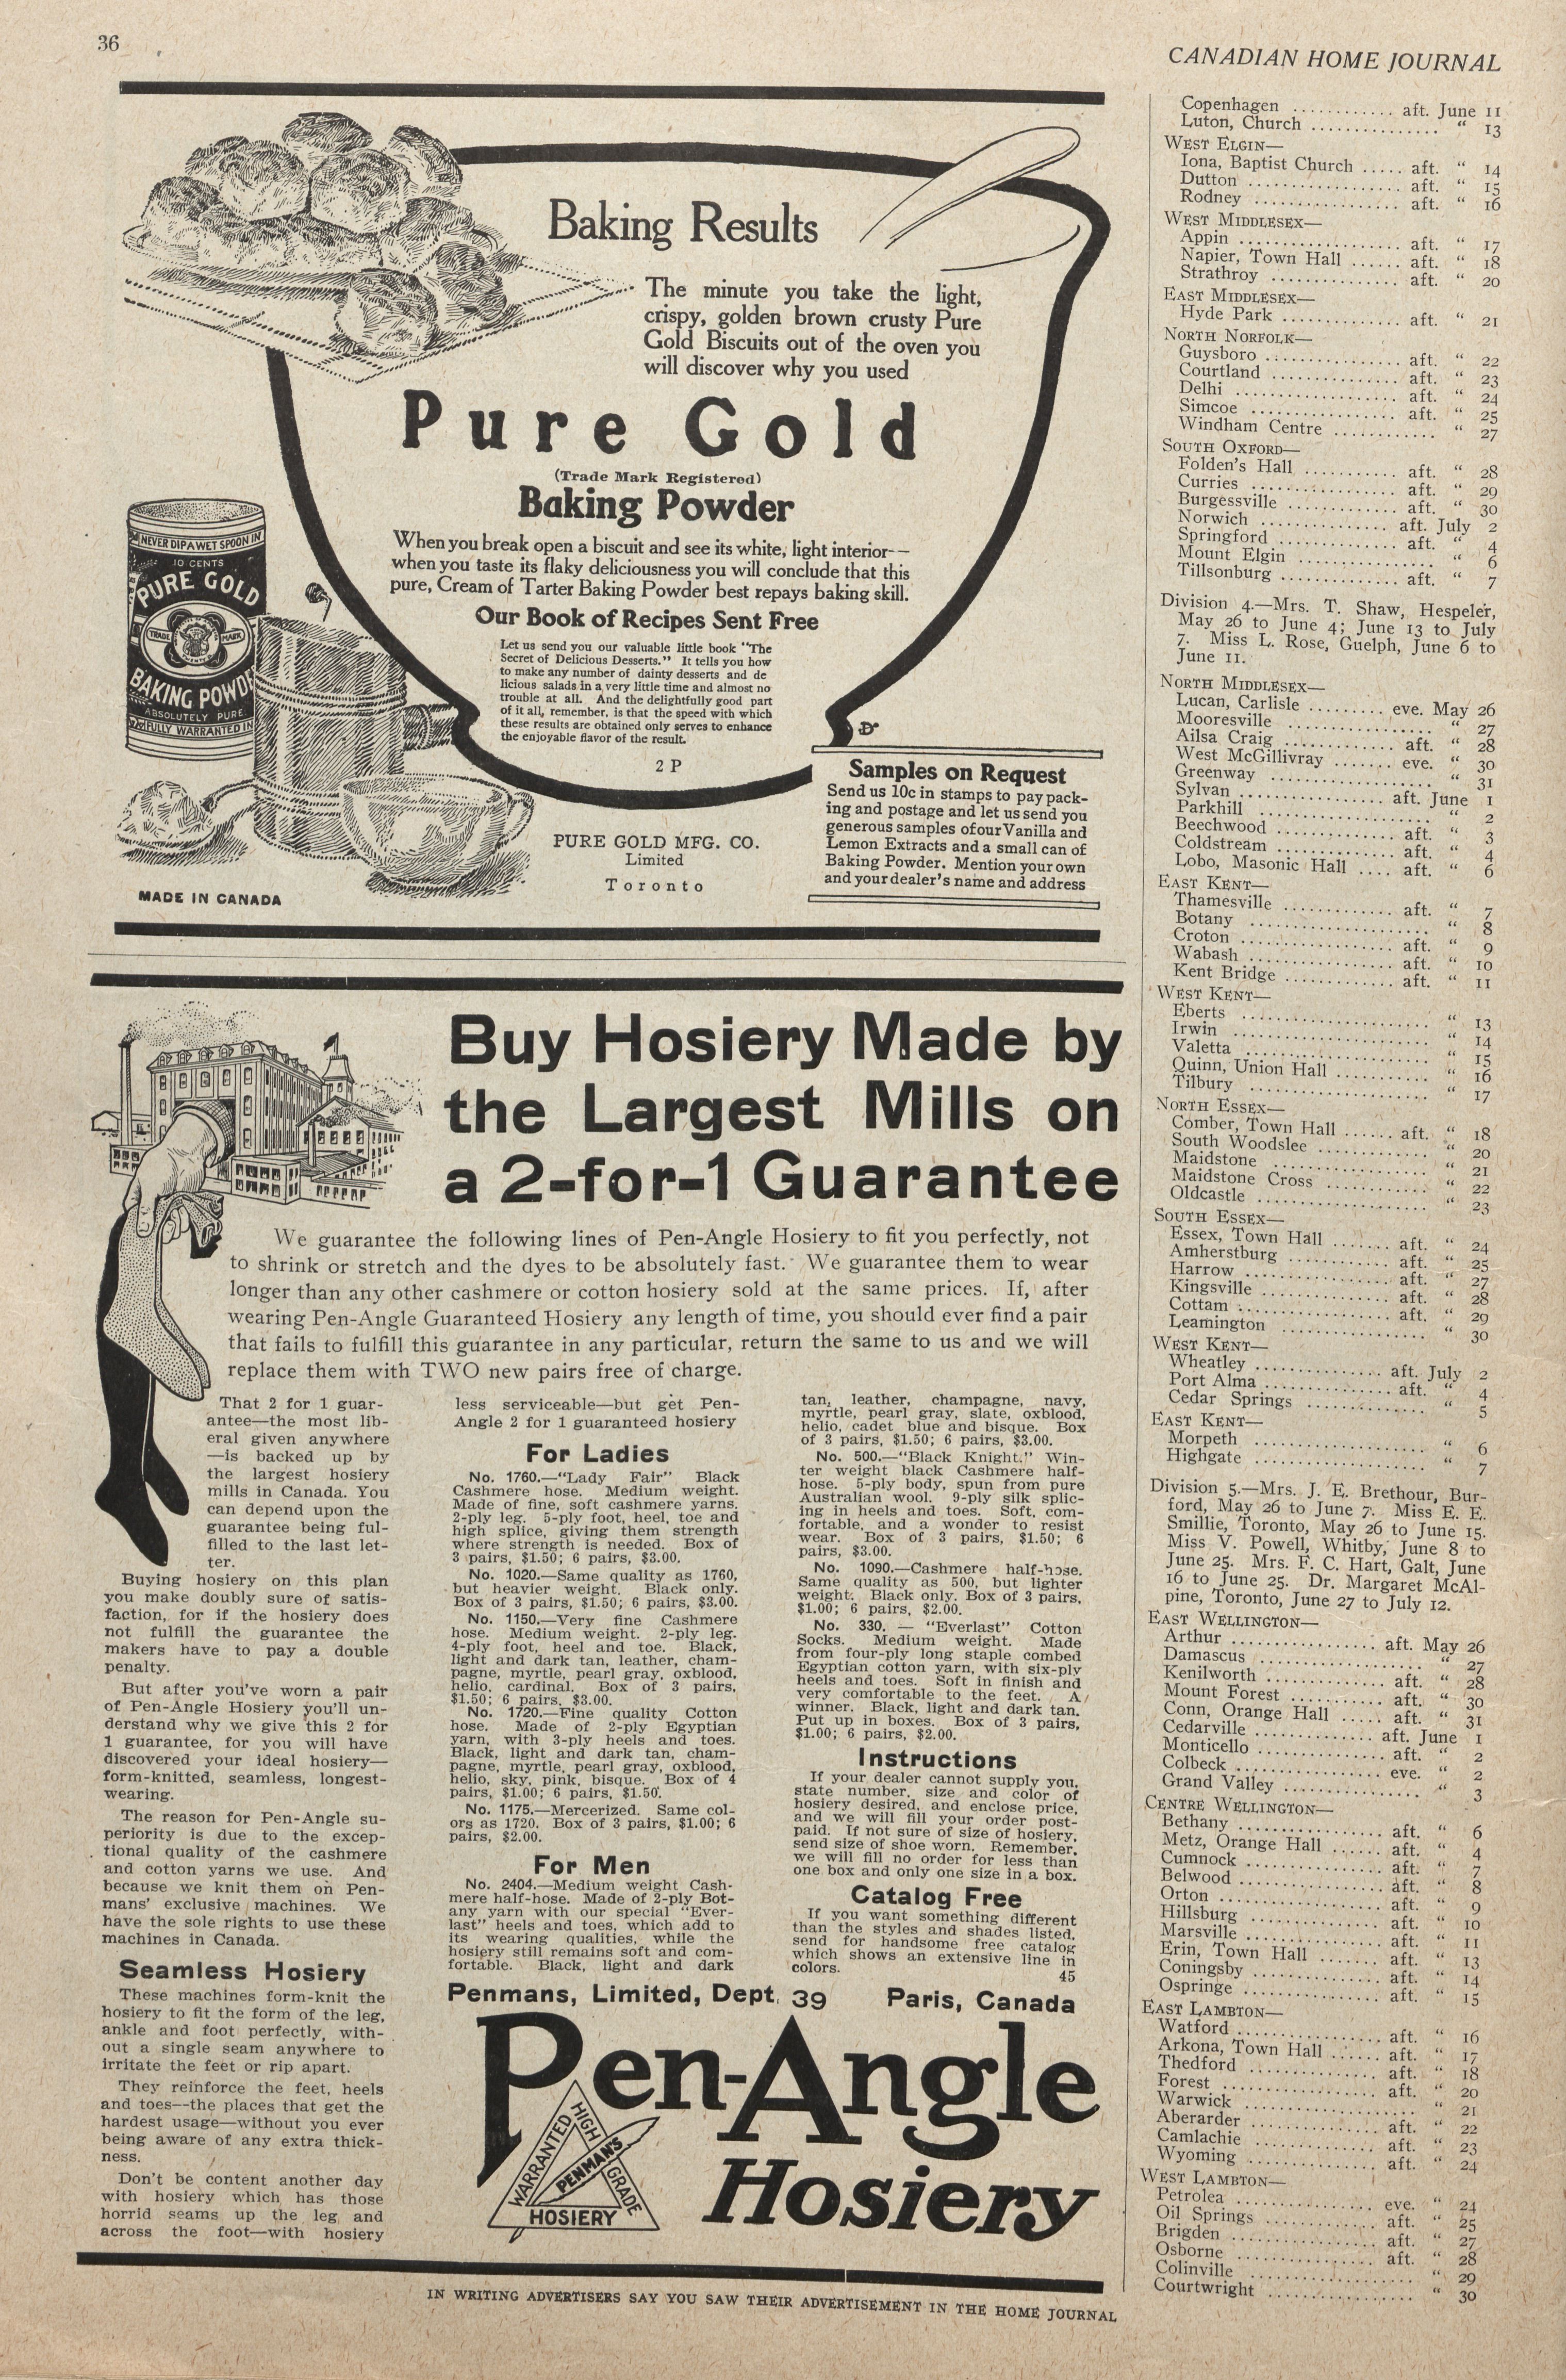 36
CANADIAN HOME JOURNAL
Baking Results
The minute you take the light,
crispy, golden brown crusty Pure
Gold Biscuits out of the oven you
will discover why you used
Pure Gold
(Trade Mark Registered)
Baking Powder
When you break open a biscuit and see its white, light interior--
when you taste its flaky deliciousness you will conclude that this
pure, Cream of Tarter Baking Powder best repays baking skill.
Our Book of Recipes Sent Free
Let us send you our valuable little book "The
Secret of Delicious Desserts." It tells you how
to make any number of dainty desserts and de
licious salads in a very little time and almost no
trouble at all. And the delightfully good part
of it all, remember, is that the speed with which
these results are obtained only serves to enhance
the enjoyable flavor of the result.
2 P
NEVER DIP A WET SPOON IN
10 CENTS
PURE GOLD
TRADE MARK
BAKING POWDE
ABSOLUTELY PURE
FULLY WARRANTED IN
MADE IN CANADA
PURE GOLD MFG. CO.
Limited
Toronto
Samples on Request
Send us 10c in stamps to pay pack-
ing and postage and let us send you
generous samples of our Vanilla and
Lemon Extracts and a small can of
Baking Powder. Mention your own
and your dealer's name and address
Buy Hosiery Made by
the Largest Mills on
a 2-for-1 Guarantee
We guarantee the following lines of Pen-Angle Hosiery to fit you perfectly, not
to shrink or stretch and the dyes to be absolutely fast. We guarantee them to wear
longer than any other cashmere or cotton hosiery sold at the same prices. If, after
wearing Pen-Angle Guaranteed Hosiery any length of time, you should ever find a pair
that fails to fulfill this guarantee in any particular, return the same to us and we will
replace them with TWO new pairs free of charge.
That 2 for 1 guar-
antee—the most lib-
eral given anywhere
—is backed up by
the largest hosiery
mills in Canada. You
can depend upon the
guarantee being ful-
filled to the last let-
ter.
Buying hosiery on this plan
you make doubly sure of satis-
faction, for if the hosiery does
not fulfill the guarantee the
makers have to pay a double
penalty.
But after you've worn a pair
of Pen-Angle Hosiery you'll un-
derstand why we give this 2 for
1 guarantee, for you will have
discovered your ideal hosiery—
form-knitted, seamless, longest-
wearing.
The reason for Pen-Angle su-
periority is due to the excep-
tional quality of the cashmere
and cotton yarns we use. And
because we knit them on Pen-
mans' exclusive machines. We
have the sole rights to use these
machines in Canada.
Seamless Hosiery
These machines form-knit the
hosiery to fit the form of the leg,
ankle and foot perfectly, with-
out a single seam anywhere to
irritate the feet or rip apart.
They reinforce the feet, heels
and toes--the places that get the
hardest usage—without you ever
being aware of any extra thick-
ness.
Don't be content another day
with hosiery which has those
horrid seams up the leg and
across the foot—with hosiery
less serviceable—but get Pen-
Angle 2 for 1 guaranteed hosiery
For Ladies
No. 1760.—"Lady Fair" Black
Cashmere hose. Medium weight.
Made of fine, soft cashmere yarns.
2-ply leg. 5-ply foot, heel, toe and
high splice, giving them strength
where strength is needed. Box of
3 pairs, $1.50; 6 pairs, $3.00.
No. 1020.—Same quality as 1760,
but heavier weight. Black only.
Box of 3 pairs, $1.50; 6 pairs, $3.00.
No. 1150.—Very fine Cashmere
hose. Medium weight. 2-ply leg.
4-ply foot, heel and toe. Black,
light and dark tan, leather, cham-
pagne, myrtle, pearl gray, oxblood,
helio, cardinal. Box of 3 pairs,
$1.50; 6 pairs, $3.00.
No. 1720.—Fine quality Cotton
hose. Made of 2-ply Egyptian
yarn, with 3-ply heels and toes.
Black, light and dark tan, cham-
pagne, myrtle, pearl gray, oxblood,
helio, sky, pink, bisque. Box of 4
pairs, $1.00; 6 pairs, $1.50.
No. 1175.—Mercerized. Same col-
ors as 1720. Box of 3 pairs, $1.00; 6
pairs, $2.00.
For Men
No. 2404.—Medium weight Cash-
mere half-hose. Made of 2-ply Bot-
any yarn with our special "Ever-
last" heels and toes, which add to
its wearing qualities, while the
hosiery still remains soft and com-
fortable. Black, light and dark
tan, leather, champagne, navy,
myrtle, pearl gray, slate, oxblood,
helio, cadet blue and bisque. Box
of 3 pairs, $1.50; 6 pairs, $3.00.
No. 500.—"Black Knight." Win-
ter weight black Cashmere half-
hose. 5-ply body, spun from pure
Australian wool. 9-ply silk splic-
ing in heels and toes. Soft, com-
fortable, and a wonder to resist
wear. Box of 3 pairs, $1.50; 6
pairs, $3.00.
No. 1090.—Cashmere half-hose.
Same quality as 500, but lighter
weight. Black only. Box of 3 pairs,
$1.00; 6 pairs, $2.00.
No. 330. — "Everlast" Cotton
Socks. Medium weight. Made
from four-ply long staple combed
Egyptian cotton yarn, with six-ply
heels and toes. Soft in finish and
very comfortable to the feet. A
winner. Black, light and dark tan.
Put up in boxes. Box of 3 pairs,
$1.00; 6 pairs, $2.00.
Instructions
If your dealer cannot supply you,
state number, size and color of
hosiery desired, and enclose price,
and we will fill your order post-
paid. If not sure of size of hosiery,
send size of shoe worn. Remember,
we will fill no order for less than
one box and only one size in a box.
Catalog Free
If you want something different
than the styles and shades listed,
send for handsome free catalog
which shows an extensive line in
colors.
45
Penmans, Limited, Dept. 39 Paris, Canada
Pen-Angle
Hosiery
WARRANTED
HIGH GRADE
PENMAN'S
HOSIERY
Copenhagen ............ aft. June 11
Luton, Church ............... " 13
WEST ELGIN—
Iona, Baptist Church ..... aft. " 14
Dutton .................. aft. " 15
Rodney .................. aft. " 16
WEST MIDDLESEX—
Appin ................... aft. " 17
Napier, Town Hall ...... aft. " 18
Strathroy ............... aft. " 20
EAST MIDDLESEX—
Hyde Park .............. aft. " 21
NORTH NORFOLK—
Guysboro ............... aft. " 22
Courtland ............... aft. " 23
Delhi ................... aft. " 24
Simcoe ................. aft. " 25
Windham Centre ............ " 27
SOUTH OXFORD—
Folden's Hall ........... aft. " 28
Curries ................. aft. " 29
Burgessville ............. aft. " 30
Norwich ............... aft. July 2
Springford .............. aft. " 4
Mount Elgin ................ " 6
Tillsonburg .............. aft. " 7
Division 4.—Mrs. T. Shaw, Hespeler,
May 26 to June 4; June 13 to July
7. Miss L. Rose, Guelph, June 6 to
June 11.
NORTH MIDDLESEX—
Lucan, Carlisle ......... eve. May 26
Mooresville ................. " 27
Ailsa Craig .............. aft. " 28
West McGillivray ....... eve. " 30
Greenway ................... " 31
Sylvan ................. aft. June 1
Parkhill .................... " 2
Beechwood .............. aft. " 3
Coldstream .............. aft. " 4
Lobo, Masonic Hall .... aft. " 6
EAST KENT—
Thamesville ............. aft. " 7
Botany ..................... " 8
Croton .................. aft. " 9
Wabash ................. aft. " 10
Kent Bridge ............. aft. " 11
WEST KENT—
Eberts ...................... " 13
Irwin ....................... " 14
Valetta ...................... " 15
Quinn, Union Hall ........... " 16
Tilbury ..................... " 17
NORTH ESSEX—
Comber, Town Hall ...... aft. " 18
South Woodslee .............. " 20
Maidstone ................... " 21
Maidstone Cross ............. " 22
Oldcastle .................... " 23
SOUTH ESSEX—
Essex, Town Hall ....... aft. " 24
Amherstburg ............ aft. " 25
Harrow ................. aft. " 27
Kingsville ............... aft. " 28
Cottam .................. aft. " 29
Leamington ................. " 30
WEST KENT—
Wheatley ............... aft. July 2
Port Alma .............. aft. " 4
Cedar Springs ............... " 5
EAST KENT—
Morpeth .................... " 6
Highgate .................... " 7
Division 5.—Mrs. J. E. Brethour, Bur-
ford, May 26 to June 7. Miss E. E.
Smillie, Toronto, May 26 to June 15.
Miss V. Powell, Whitby, June 8 to
June 25. Mrs. F. C. Hart, Galt, June
16 to June 25. Dr. Margaret McAl-
pine, Toronto, June 27 to July 12.
EAST WELLINGTON—
Arthur ................. aft. May 26
Damascus ................... " 27
Kenilworth .............. aft. " 28
Mount Forest ........... aft. " 30
Conn, Orange Hall ..... aft. " 31
Cedarville ............... aft. June 1
Monticello ............... aft. " 2
Colbeck ................. eve. " 2
Grand Valley ................ " 3
CENTRE WELLINGTON—
Bethany ................. aft. " 6
Metz, Orange Hall ...... aft. " 4
Cumnock ................ aft. " 7
Belwood ................. aft. " 8
Orton ................... aft. " 9
Hillsburg ................ aft. " 10
Marsville ................ aft. " 11
Erin, Town Hall ........ aft. " 13
Coningsby ............... aft. " 14
Ospringe ................ aft. " 15
EAST LAMBTON—
Watford ................. aft. " 16
Arkona, Town Hall ...... aft. " 17
Thedford ................ aft. " 18
Forest ................... aft. " 20
Warwick .................... " 21
Aberarder ............... aft. " 22
Camlachie ............... aft. " 23
Wyoming ............... aft. " 24
WEST LAMBTON—
Petrolea ................. eve. " 24
Oil Springs .............. aft. " 25
Brigden ................. aft. " 27
Osborne ................. aft. " 28
Colinville ................... " 29
Courtwright ................. " 30
IN WRITING ADVERTISERS SAY YOU SAW THEIR ADVERTISEMENT IN THE HOME JOURNAL